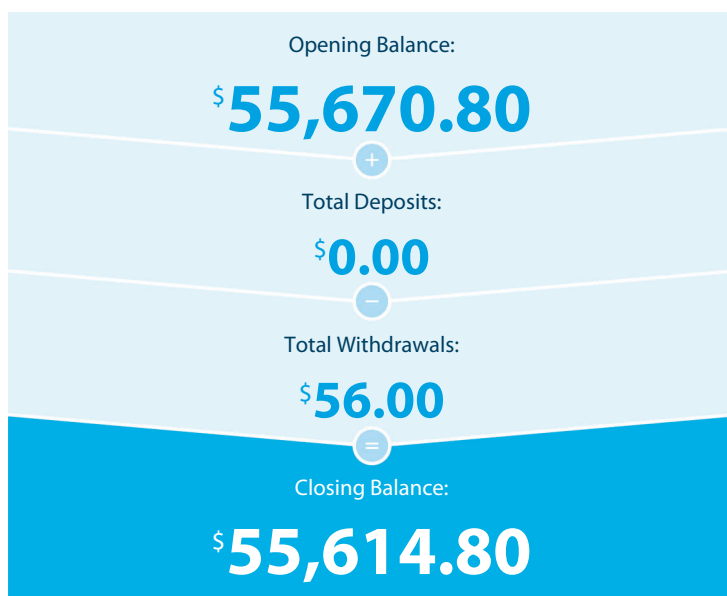 Opening Balance:
$55,670.80
+
Total Deposits:
$0.00
−
Total Withdrawals:
$56.00
=
Closing Balance:
$55,614.80